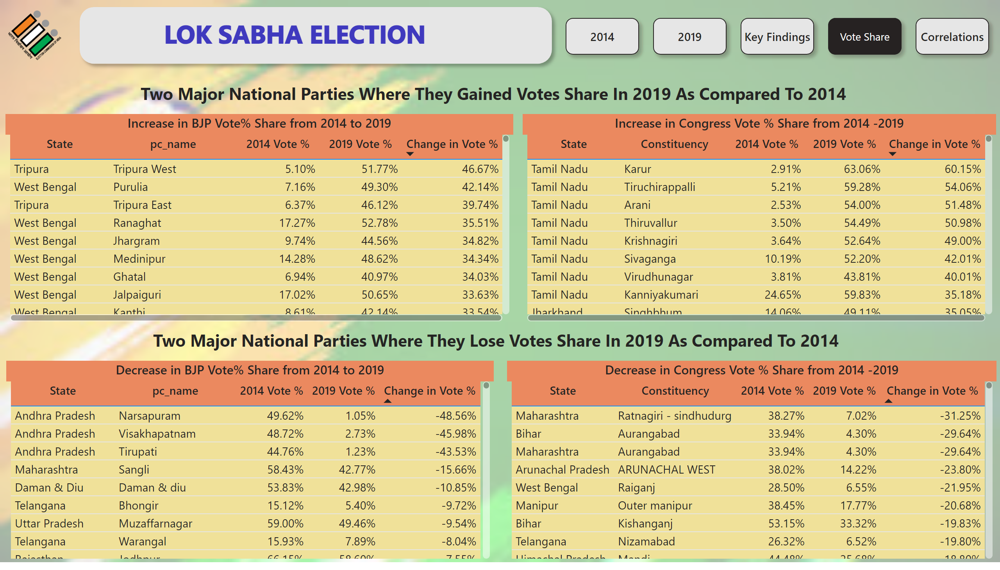 भारत निर्वाचन आयोग
ELECTION COMMISSION OF INDIA
LOK SABHA ELECTION
2014
2019
Key Findings
Vote Share
Correlations
Two Major National Parties Where They Gained Votes Share In 2019 As Compared To 2014
Increase in BJP Vote% Share from 2014 to 2019
State pc_name 2014 Vote % 2019 Vote % Change in Vote %
Tripura Tripura West 5.10% 51.77% 46.67%
West Bengal Purulia 7.16% 49.30% 42.14%
Tripura Tripura East 6.37% 46.12% 39.74%
West Bengal Ranaghat 17.27% 52.78% 35.51%
West Bengal Jhargram 9.74% 44.56% 34.82%
West Bengal Medinipur 14.28% 48.62% 34.34%
West Bengal Ghatal 6.94% 40.97% 34.03%
West Bengal Jalpaiguri 17.02% 50.65% 33.63%
West Bengal Kanthi 8.61% 42.14% 33.54%
Increase in Congress Vote % Share from 2014 -2019
State Constituency 2014 Vote % 2019 Vote % Change in Vote %
Tamil Nadu Karur 2.91% 63.06% 60.15%
Tamil Nadu Tiruchirappalli 5.21% 59.28% 54.06%
Tamil Nadu Arani 2.53% 54.00% 51.48%
Tamil Nadu Thiruvallur 3.50% 54.49% 50.98%
Tamil Nadu Krishnagiri 3.64% 52.64% 49.00%
Tamil Nadu Sivaganga 10.19% 52.20% 42.01%
Tamil Nadu Virudhunagar 3.81% 43.81% 40.01%
Tamil Nadu Kanniyakumari 24.65% 59.83% 35.18%
Jharkhand Singhbhum 14.06% 49.11% 35.05%
Two Major National Parties Where They Lose Votes Share In 2019 As Compared To 2014
Decrease in BJP Vote% Share from 2014 to 2019
State pc_name 2014 Vote % 2019 Vote % Change in Vote %
Andhra Pradesh Narsapuram 49.62% 1.05% -48.56%
Andhra Pradesh Visakhapatnam 48.72% 2.73% -45.98%
Andhra Pradesh Tirupati 44.76% 1.23% -43.53%
Maharashtra Sangli 58.43% 42.77% -15.66%
Daman & Diu Daman & diu 53.83% 42.98% -10.85%
Telangana Bhongir 15.12% 5.40% -9.72%
Uttar Pradesh Muzaffarnagar 59.00% 49.46% -9.54%
Telangana Warangal 15.93% 7.89% -8.04%
Rajasthan Jodhpur
Decrease in Congress Vote % Share from 2014 -2019
State Constituency 2014 Vote % 2019 Vote % Change in Vote %
Maharashtra Ratnagiri - sindhudurg 38.27% 7.02% -31.25%
Bihar Aurangabad 33.94% 4.30% -29.64%
Maharashtra Aurangabad 33.94% 4.30% -29.64%
Arunachal Pradesh ARUNACHAL WEST 38.02% 14.22% -23.80%
West Bengal Raiganj 28.50% 6.55% -21.95%
Manipur Outer manipur 38.45% 17.77% -20.68%
Bihar Kishanganj 53.15% 33.32% -19.83%
Telangana Nizamabad 26.32% 6.52% -19.80%
Himachal Pradesh Mandi